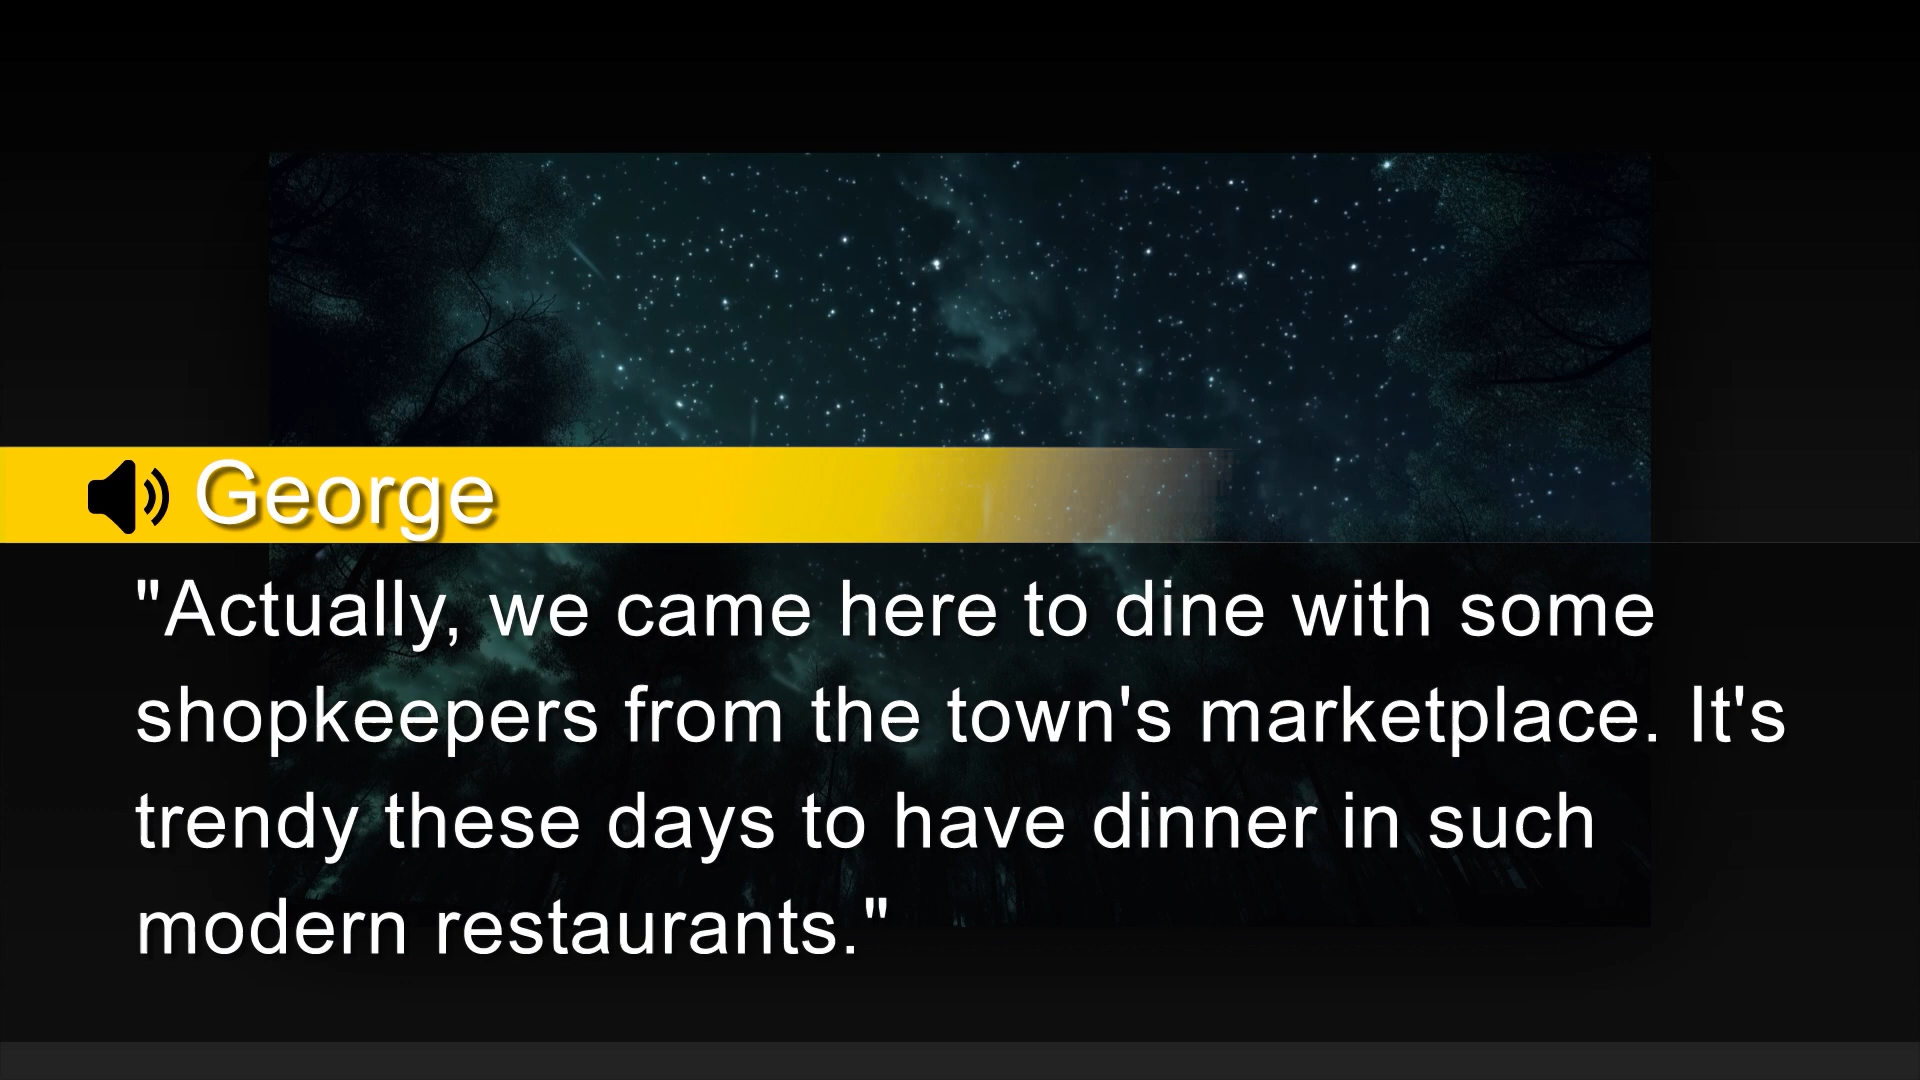 George
"Actually, we came here to dine with some
shopkeepers from the town's marketplace. It's
trendy these days to have dinner in such
modern restaurants."